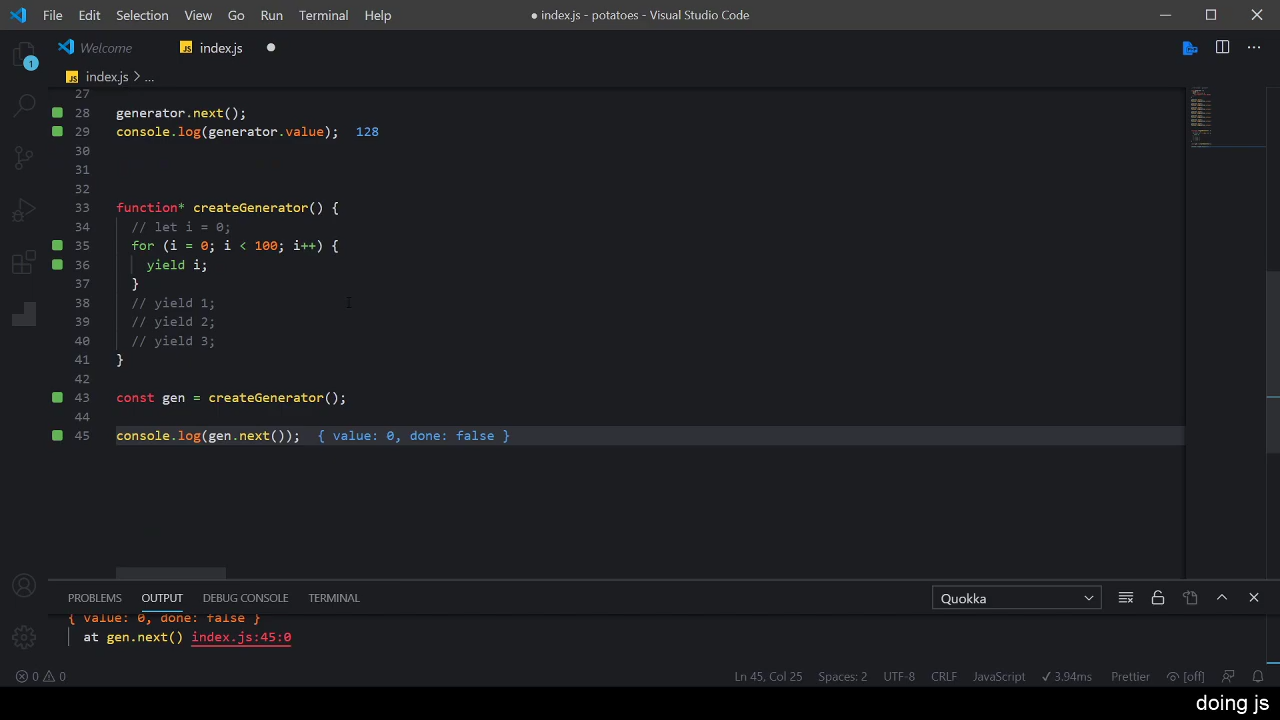 File Edit Selection View Go Run Terminal Help ● index.js - potatoes - Visual Studio Code
Welcome JS index.js
JS index.js > ...
1
27
28 generator.next();
29 console.log(generator.value); 128
30
31
32
33 function* createGenerator() {
34 // let i = 0;
35 for (i = 0; i < 100; i++) {
36 yield i;
37 }
38 // yield 1;
39 // yield 2;
40 // yield 3;
41 }
42
43 const gen = createGenerator();
44
45 console.log(gen.next()); { value: 0, done: false }
PROBLEMS OUTPUT DEBUG CONSOLE TERMINAL Quokka
{ value: 0, done: false }
at gen.next() index.js:45:0
0 0 Ln 45, Col 25 Spaces: 2 UTF-8 CRLF JavaScript ✓ 3.94ms Prettier [off]
doing js